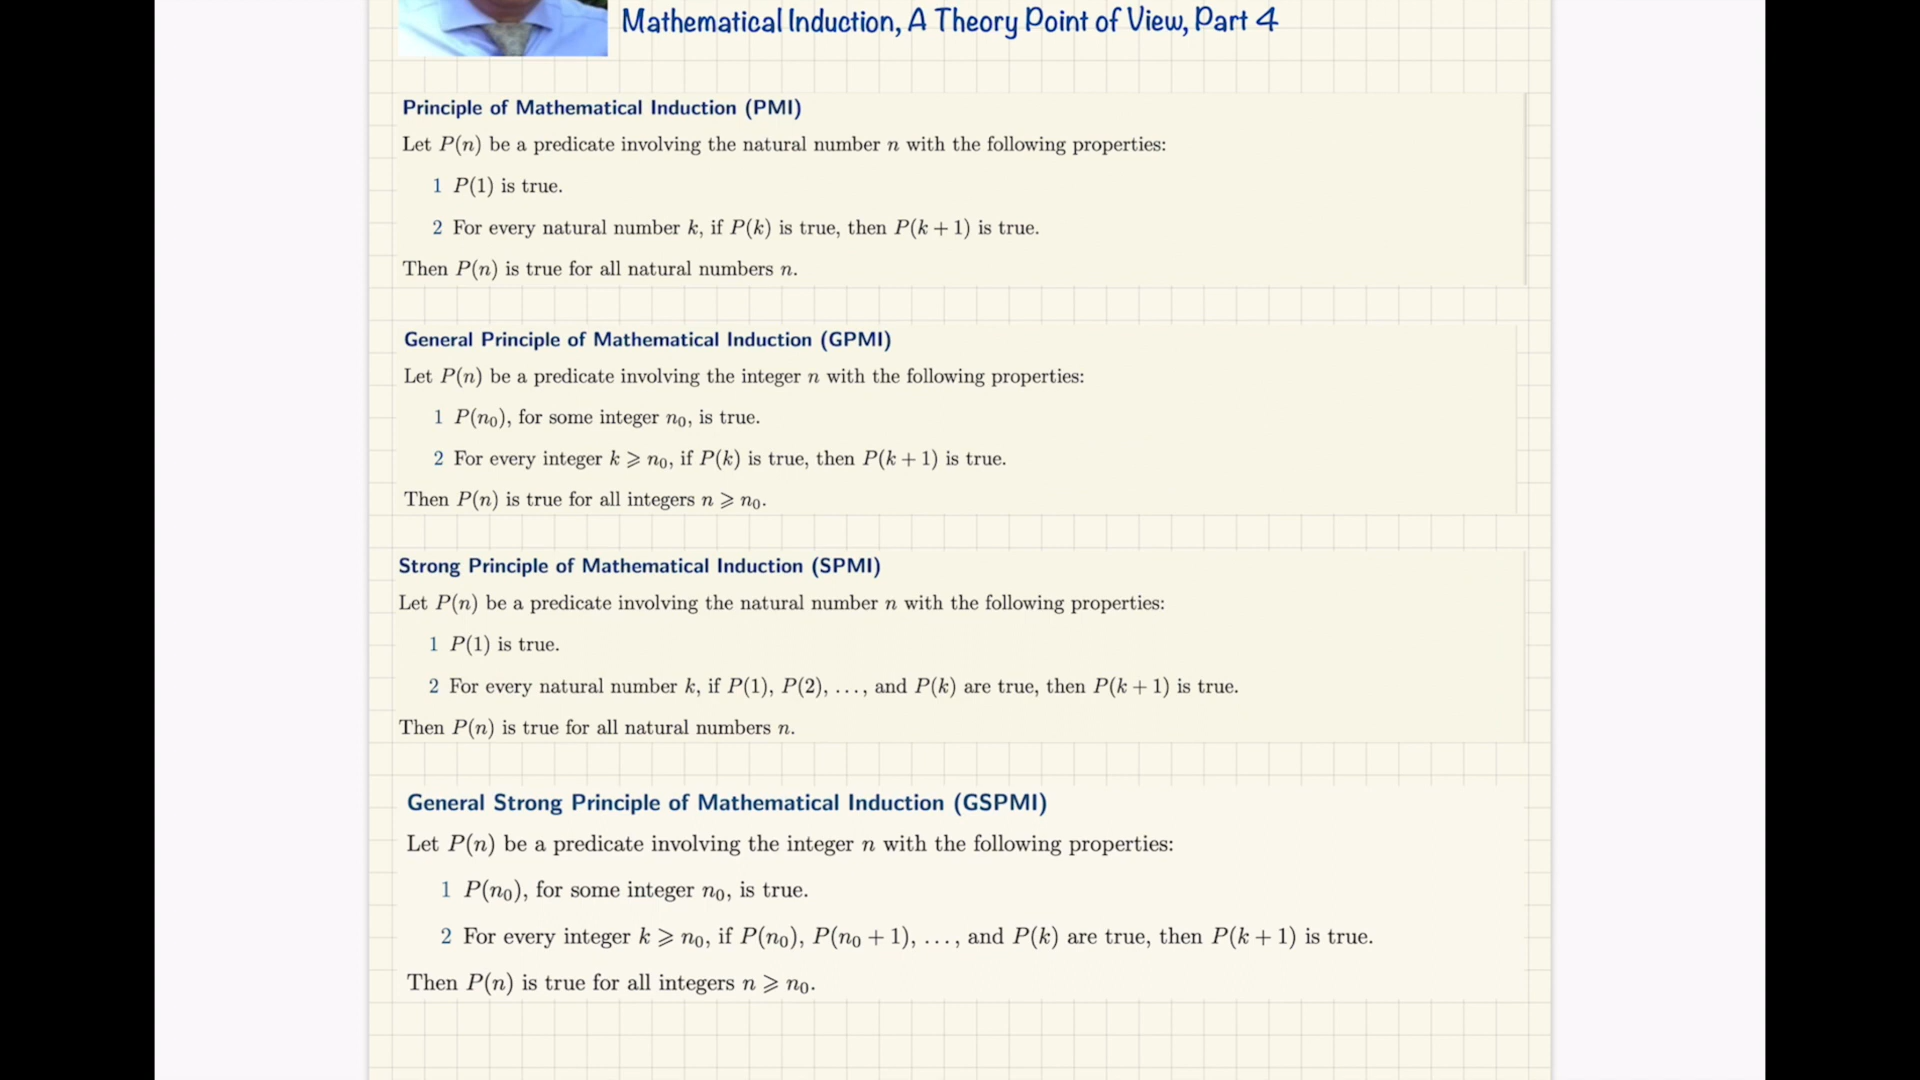 Mathematical Induction, A Theory Point of View, Part 4
Principle of Mathematical Induction (PMI)
Let P(n) be a predicate involving the natural number n with the following properties:
1 P(1) is true.
2 For every natural number k, if P(k) is true, then P(k + 1) is true.
Then P(n) is true for all natural numbers n.
General Principle of Mathematical Induction (GPMI)
Let P(n) be a predicate involving the integer n with the following properties:
1 P(n₀), for some integer n₀, is true.
2 For every integer k ⩾ n₀, if P(k) is true, then P(k + 1) is true.
Then P(n) is true for all integers n ⩾ n₀.
Strong Principle of Mathematical Induction (SPMI)
Let P(n) be a predicate involving the natural number n with the following properties:
1 P(1) is true.
2 For every natural number k, if P(1), P(2), …, and P(k) are true, then P(k + 1) is true.
Then P(n) is true for all natural numbers n.
General Strong Principle of Mathematical Induction (GSPMI)
Let P(n) be a predicate involving the integer n with the following properties:
1 P(n₀), for some integer n₀, is true.
2 For every integer k ⩾ n₀, if P(n₀), P(n₀ + 1), …, and P(k) are true, then P(k + 1) is true.
Then P(n) is true for all integers n ⩾ n₀.